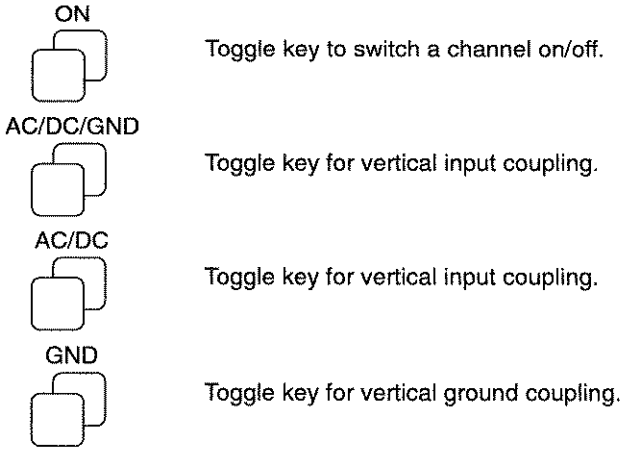 ON
Toggle key to switch a channel on/off.
AC/DC/GND
Toggle key for vertical input coupling.
AC/DC
Toggle key for vertical input coupling.
GND
Toggle key for vertical ground coupling.